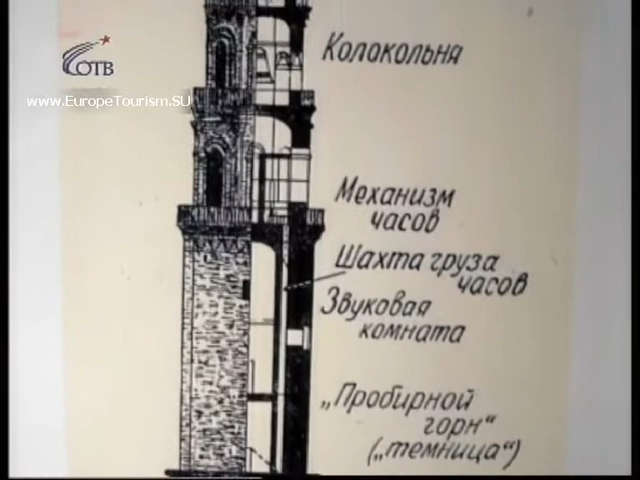 ОТВ
www.EuropeTourism.SU
Колокольня
Механизм
часов
Шахта груза
часов
Звуковая
комната
„Пробирной
горн“
(„темница“)